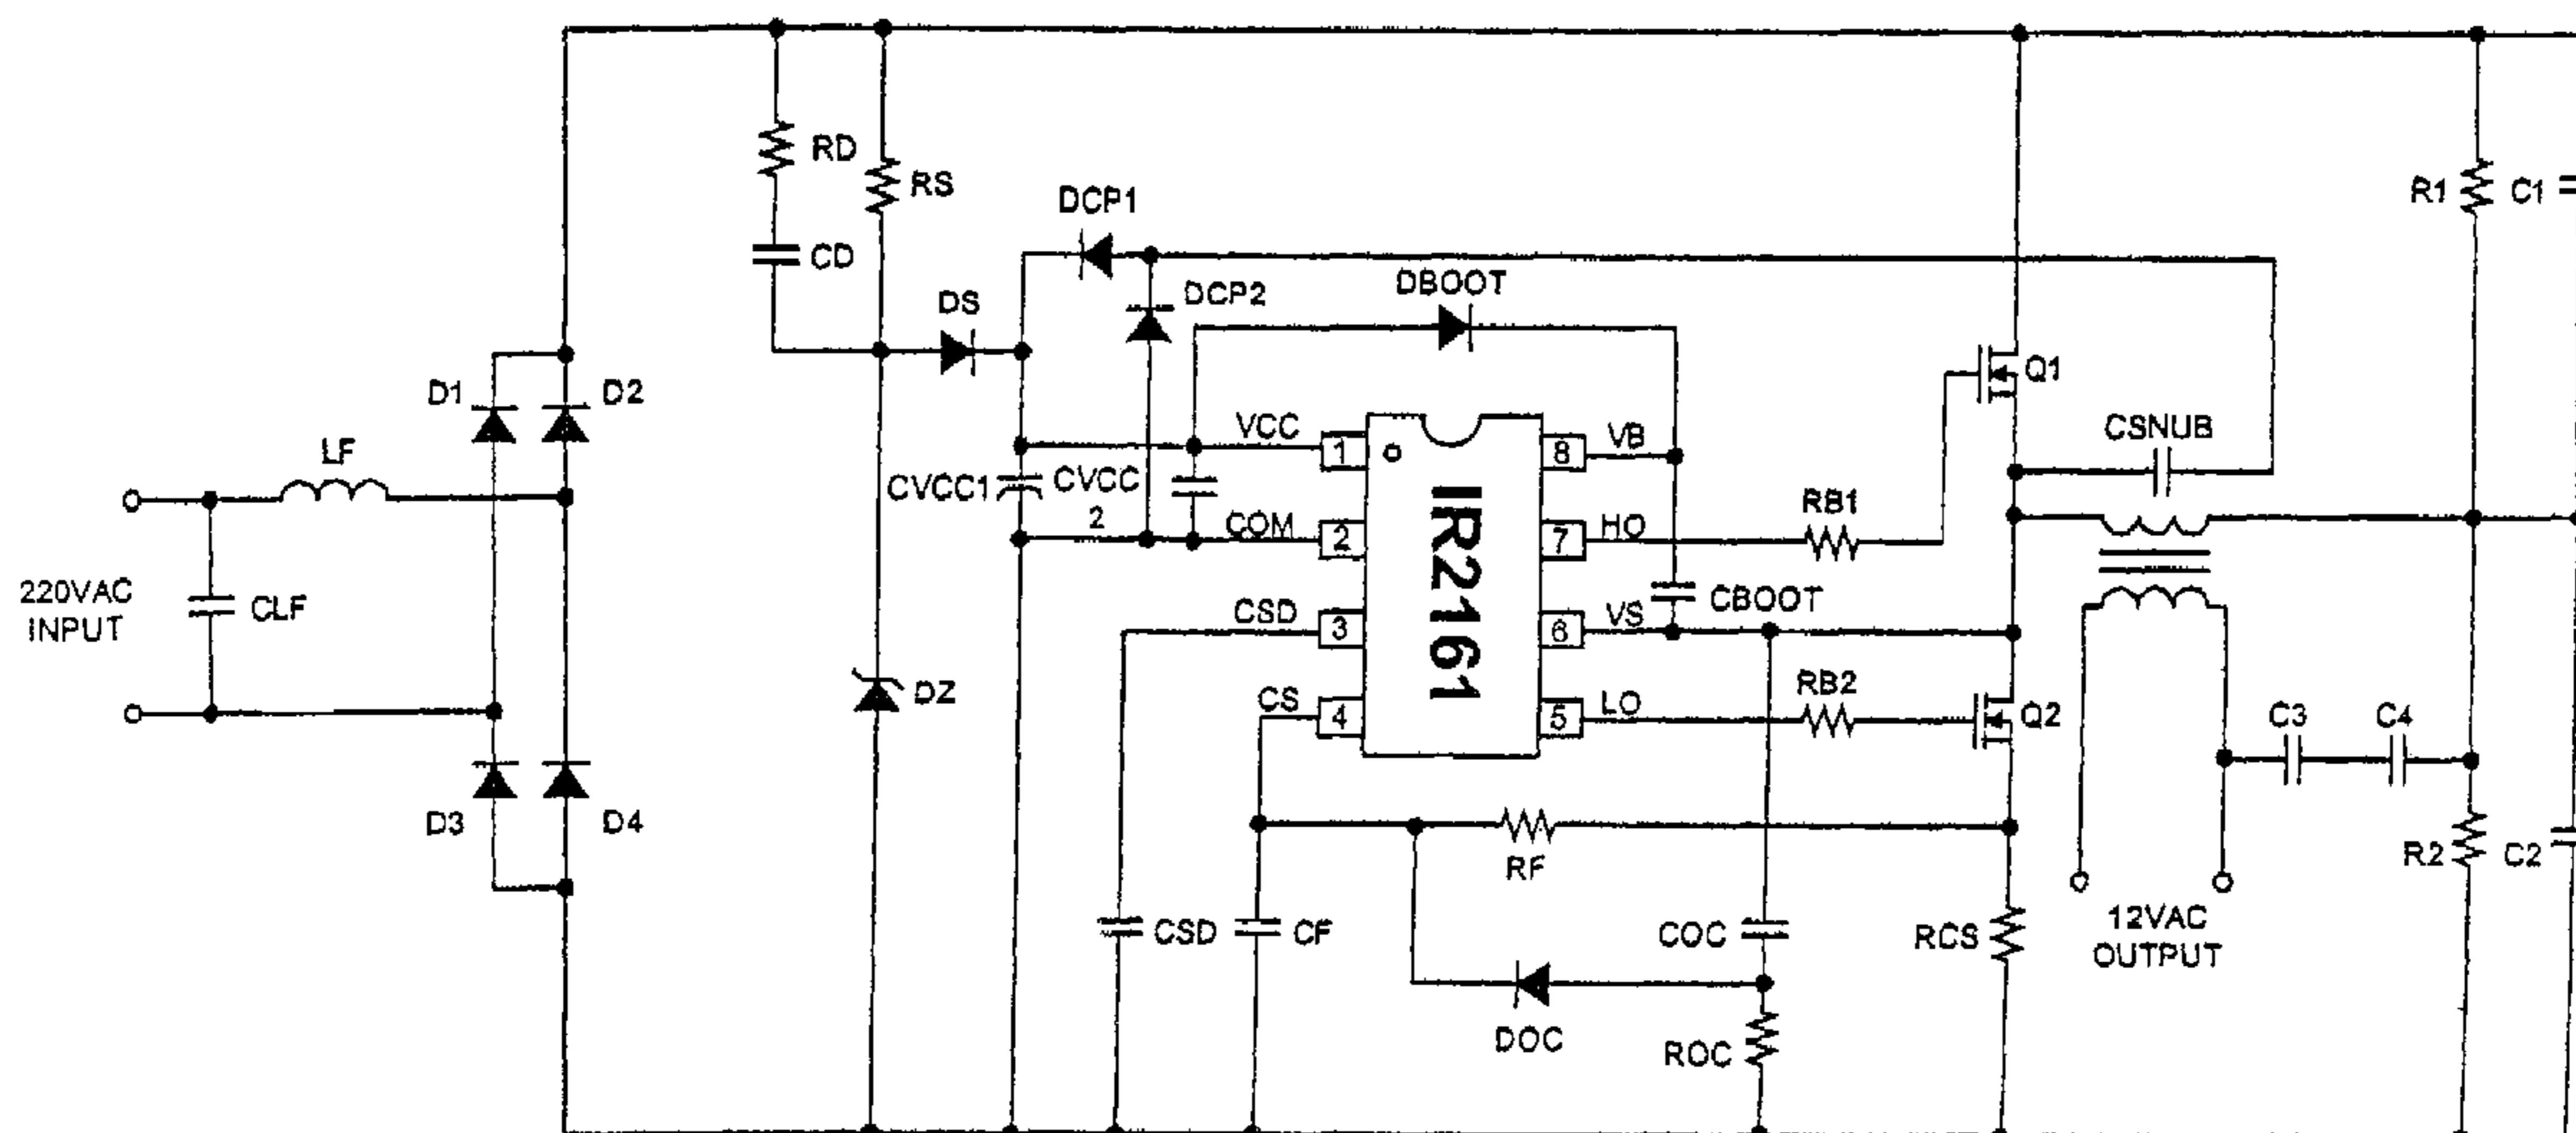 RD
RS
R1
C1
DCP1
CD
DCP2
DBOOT
DS
Q1
D1
D2
CSNUB
VCC
1
8
VB
LF
CVCC1
CVCC
2
IR2161
RB1
COM
2
7
HO
220VAC
INPUT
CLF
CSD
3
6
VS
CBOOT
DZ
CS
4
5
LO
RB2
Q2
C3
C4
D3
D4
RF
R2
C2
CSD
CF
COC
RCS
12VAC
OUTPUT
DOC
ROC